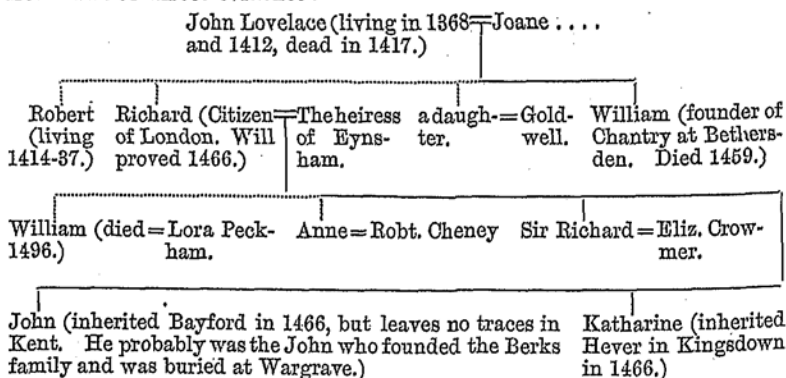 John Lovelace (living in 1368=Joane ....
and 1412, dead in 1417.)
Robert Richard (Citizen=The heiress a daugh-=Gold- William (founder of
(living of London. Will of Eyns- ter. well. Chantry at Bethers-
1414-37.) proved 1466.) ham. den. Died 1459.)
William (died=Lora Peck- Anne=Robt. Cheney Sir Richard=Eliz. Crow-
1496.) ham. mer.
John (inherited Bayford in 1466, but leaves no traces in Katharine (inherited
Kent. He probably was the John who founded the Berks Hever in Kingsdown
family and was buried at Wargrave.) in 1466.)